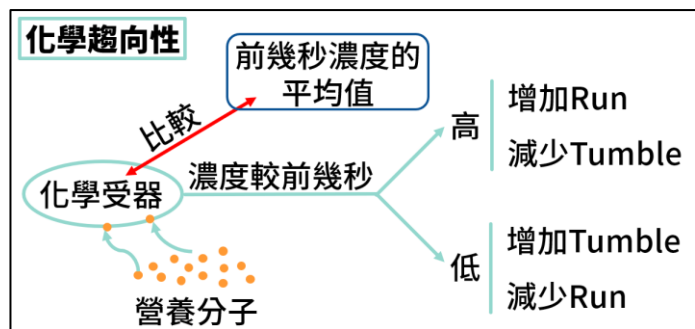 化學趨向性
前幾秒濃度的
平均值
比較
化學受器
濃度較前幾秒
高
增加Run
減少Tumble
低
增加Tumble
減少Run
營養分子